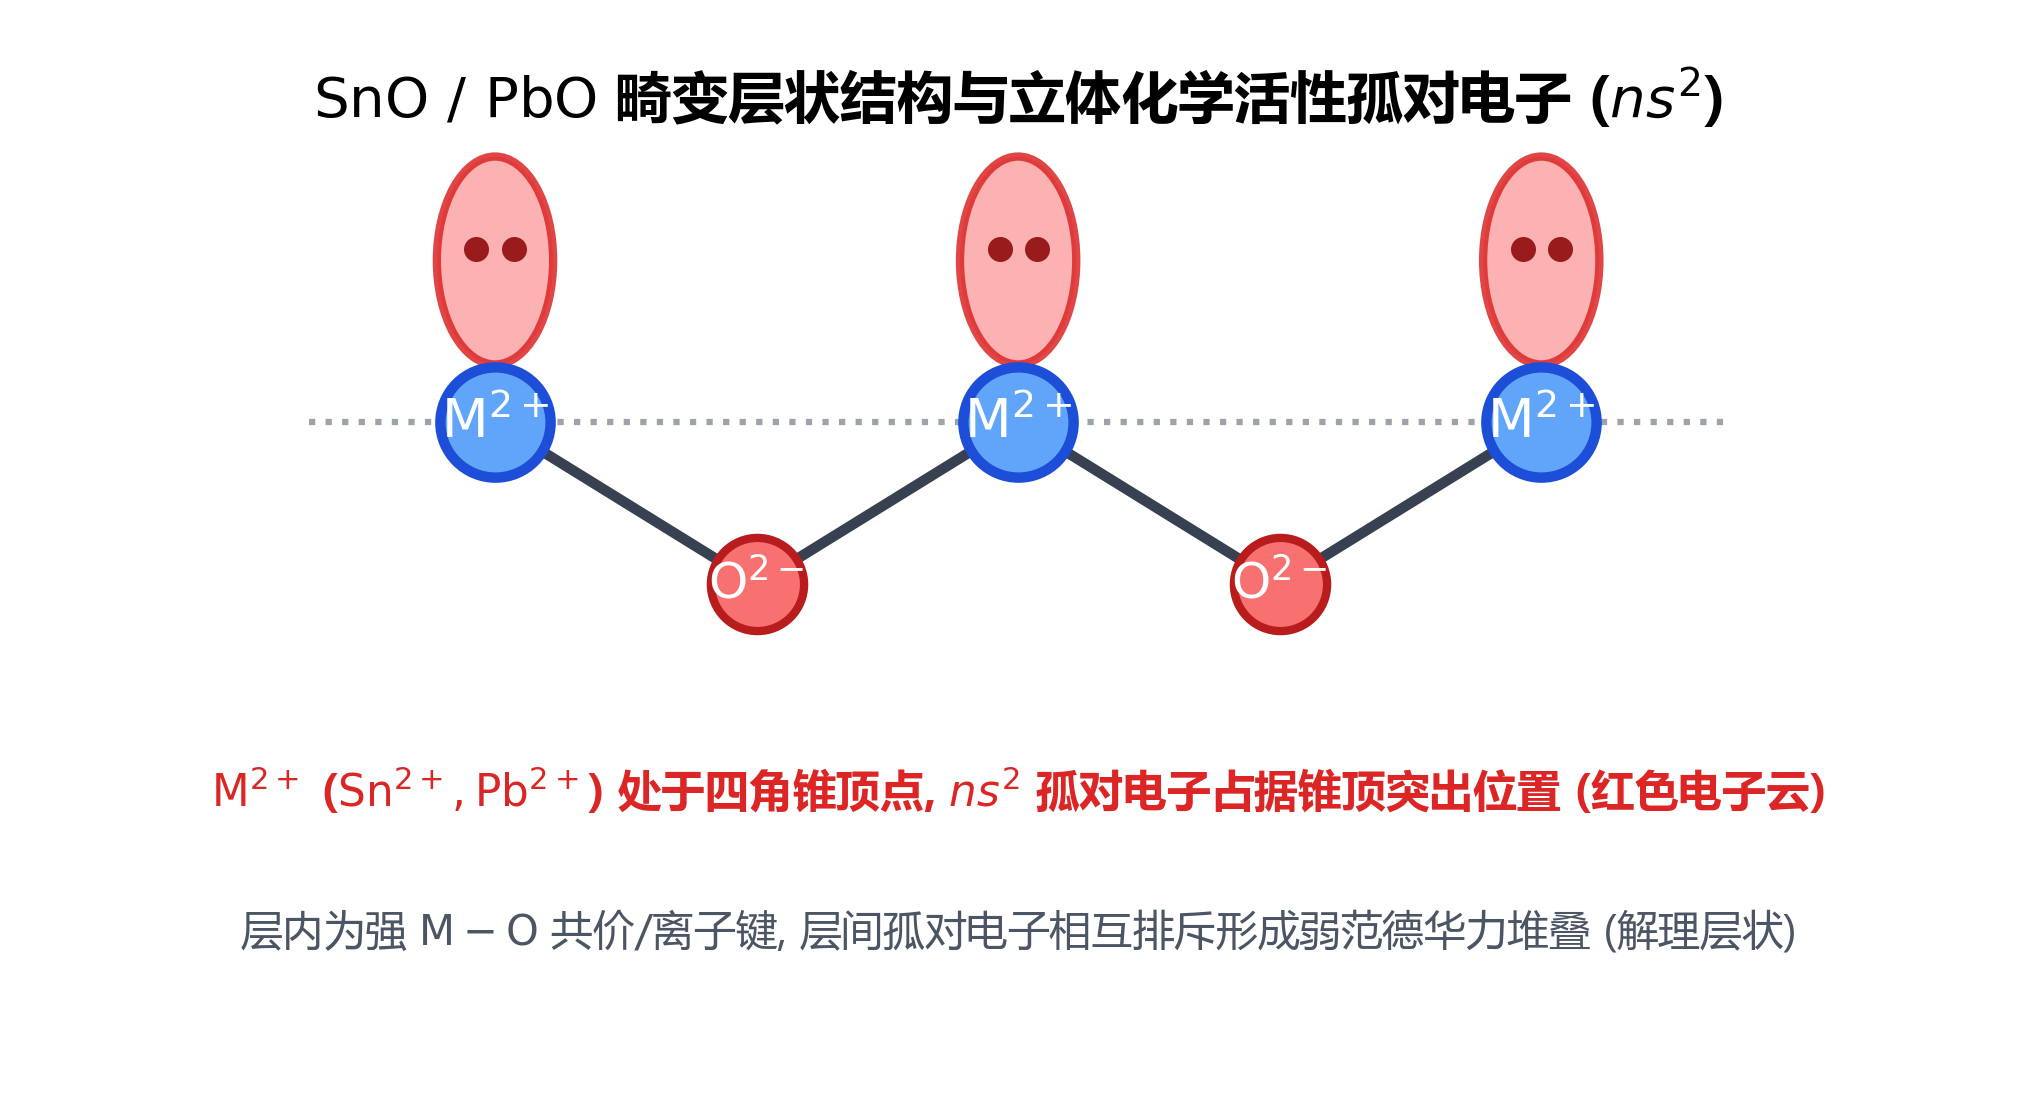 SnO / PbO 畸变层状结构与立体化学活性孤对电子 (ns²)
M²⁺ M²⁺ M²⁺
O²⁻ O²⁻
M²⁺ (Sn²⁺, Pb²⁺) 处于四角锥顶点, ns² 孤对电子占据锥顶突出位置 (红色电子云)
层内为强 M − O 共价/离子键, 层间孤对电子相互排斥形成弱范德华力堆叠 (解理层状)